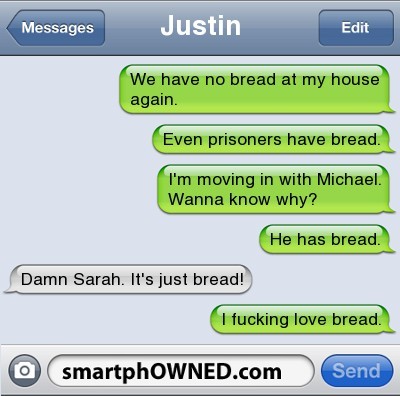 Messages
Justin
Edit
We have no bread at my house
again.
Even prisoners have bread.
I'm moving in with Michael.
Wanna know why?
He has bread.
Damn Sarah. It's just bread!
I fucking love bread.
smartphOWNED.com
Send